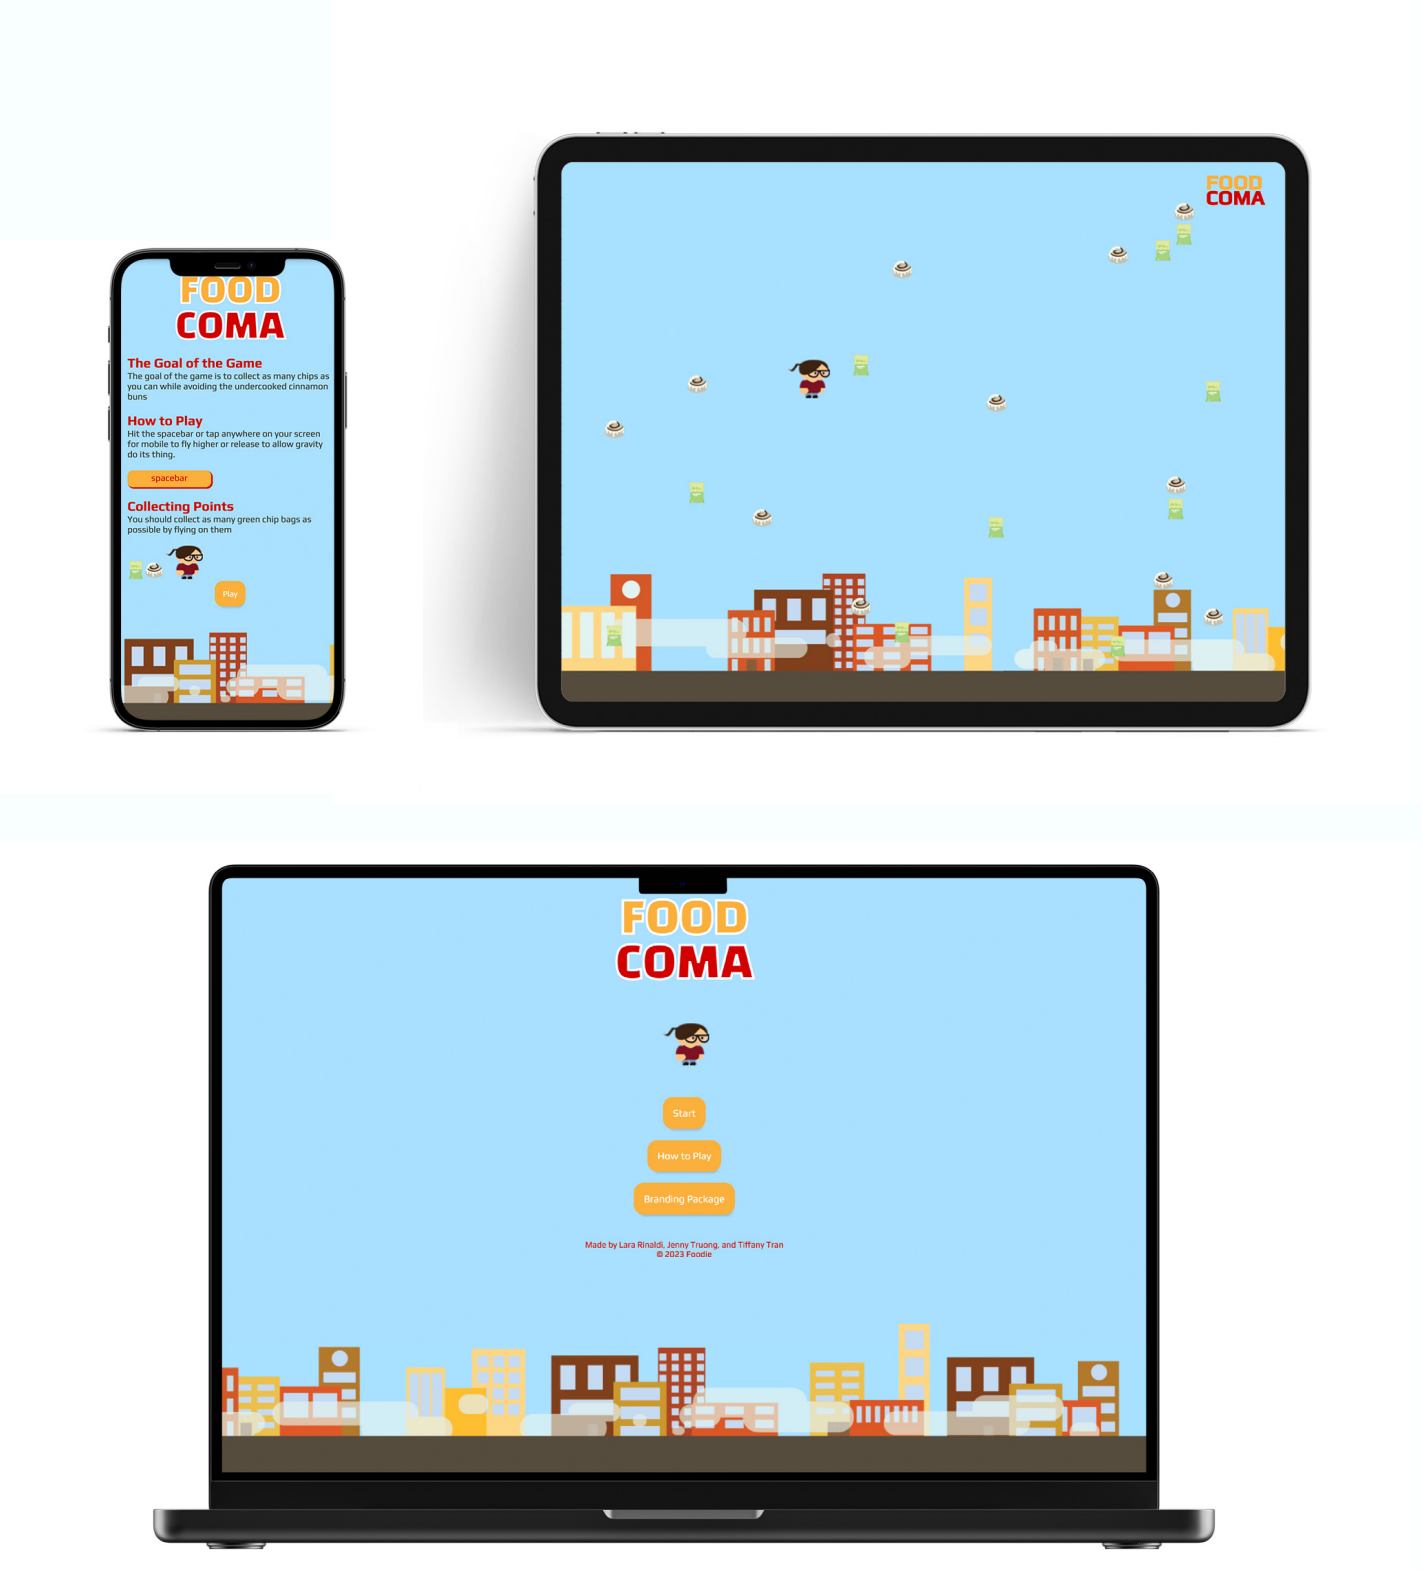 FOOD
COMA
The Goal of the Game
The goal of the game is to collect as many chips as
you can while avoiding the undercooked cinnamon
buns
How to Play
Hit the spacebar or tap anywhere on your screen
for mobile to fly higher or release to allow gravity
do its thing.
spacebar
Collecting Points
You should collect as many green chip bags as
possible by flying on them
Play
FOOD
COMA
FOOD
COMA
Start
How to Play
Branding Package
Made by Lara Rinaldi, Jenny Truong, and Tiffany Tran
© 2023 Foodie